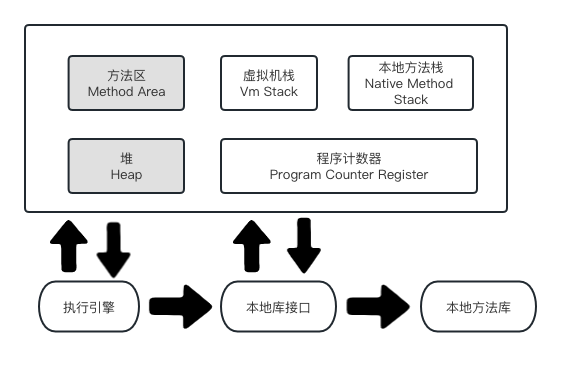 方法区
Method Area
虚拟机栈
Vm Stack
本地方法栈
Native Method
Stack
堆
Heap
程序计数器
Program Counter Register
执行引擎
本地库接口
本地方法库